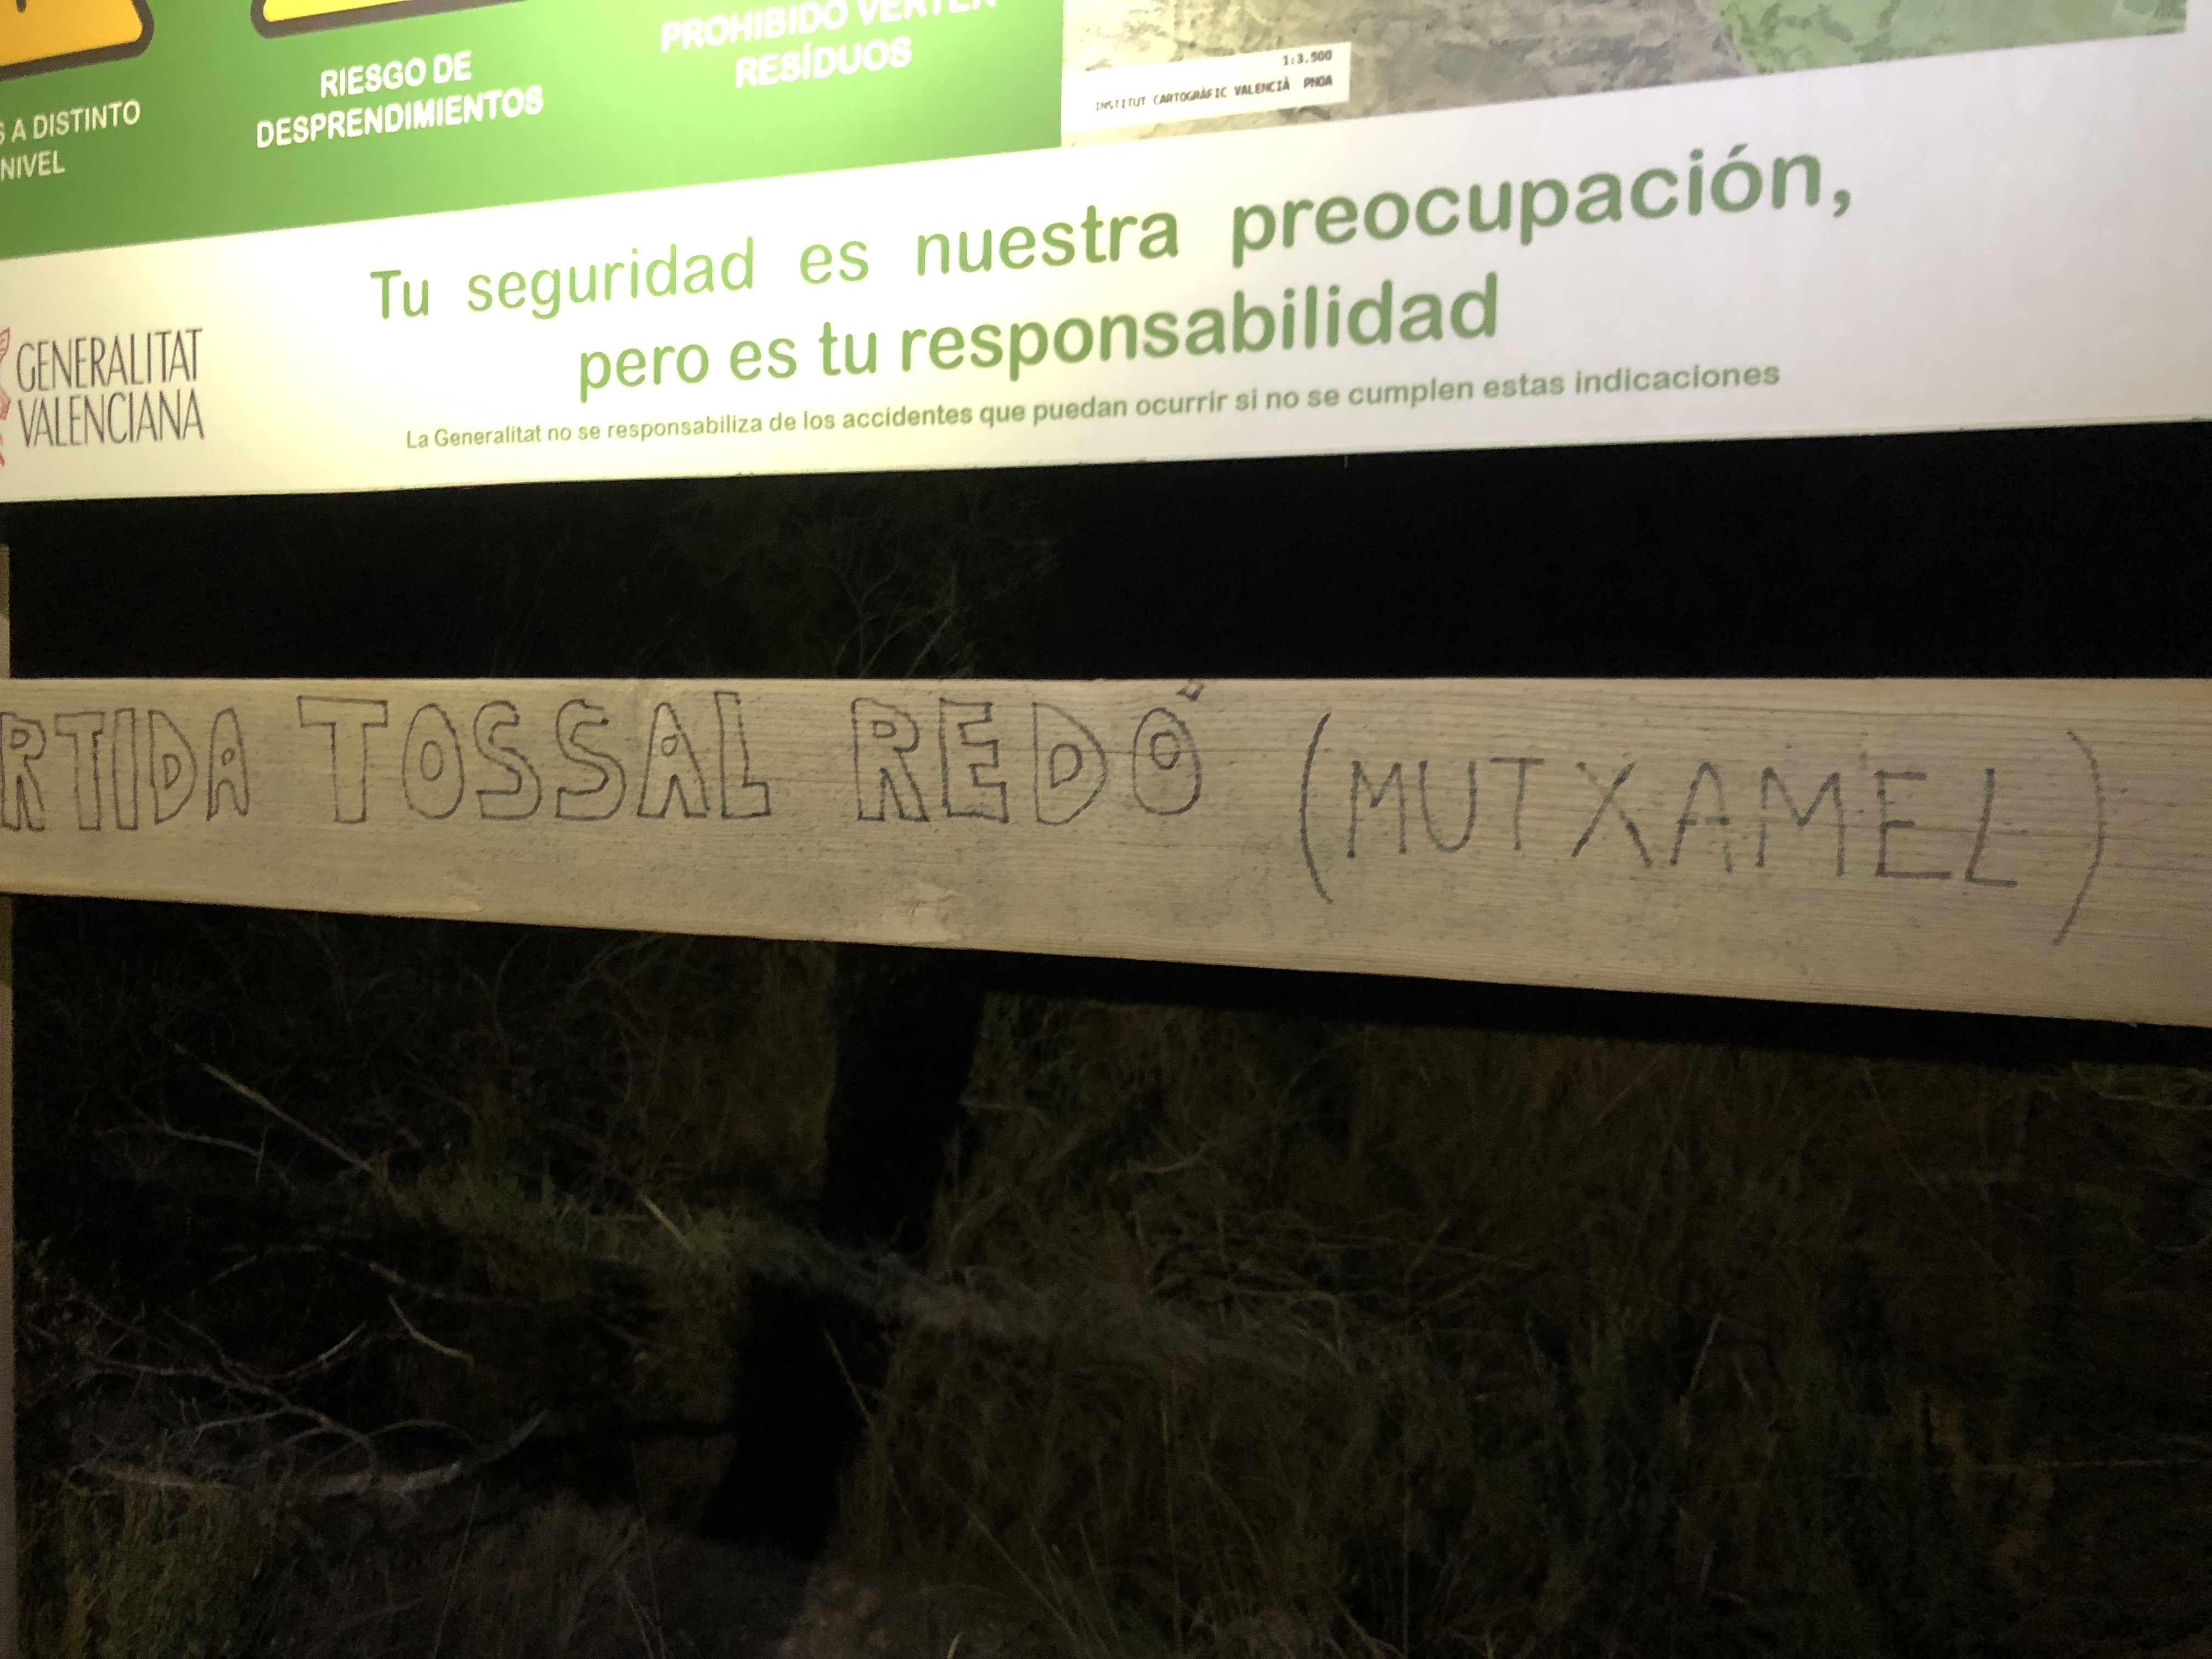 S A DISTINTO
NIVEL
RIESGO DE
DESPRENDIMIENTOS
PROHIBIDO VERTER
RESÍDUOS
1:3.500
INSTITUT CARTOGRÀFIC VALENCIÀ PNOA
Tu seguridad es nuestra preocupación,
pero es tu responsabilidad
La Generalitat no se responsabiliza de los accidentes que puedan ocurrir si no se cumplen estas indicaciones
GENERALITAT
VALENCIANA
RTIDA TOSSAL REDÓ (MUTXAMEL)